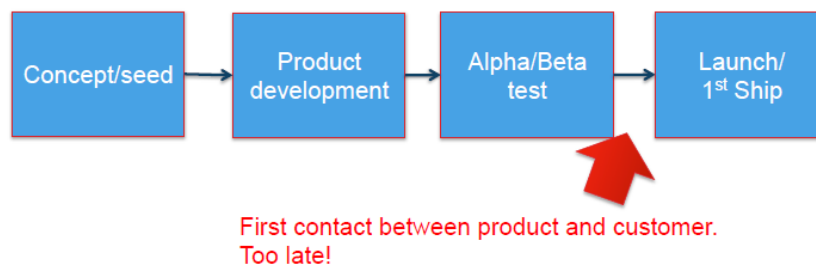 Concept/seed
Product
development
Alpha/Beta
test
Launch/
1st Ship
First contact between product and customer.
Too late!